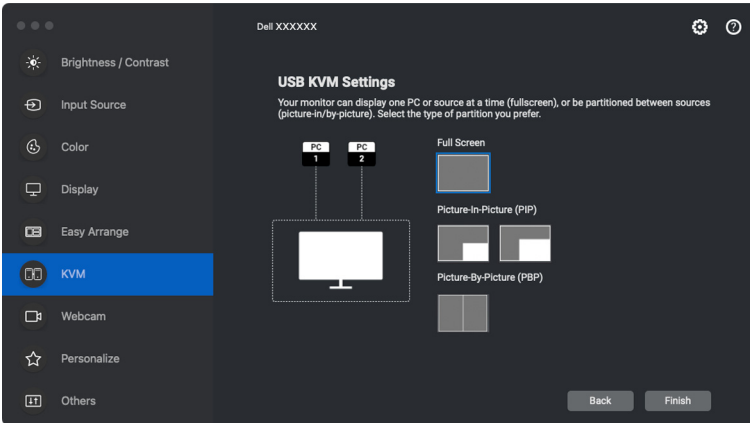 Dell XXXXXX
Brightness / Contrast
Input Source
Color
Display
Easy Arrange
KVM
Webcam
Personalize
Others
USB KVM Settings
Your monitor can display one PC or source at a time (fullscreen), or be partitioned between sources
(picture-in/by-picture). Select the type of partition you prefer.
PC
1
PC
2
Full Screen
Picture-In-Picture (PIP)
Picture-By-Picture (PBP)
Back
Finish